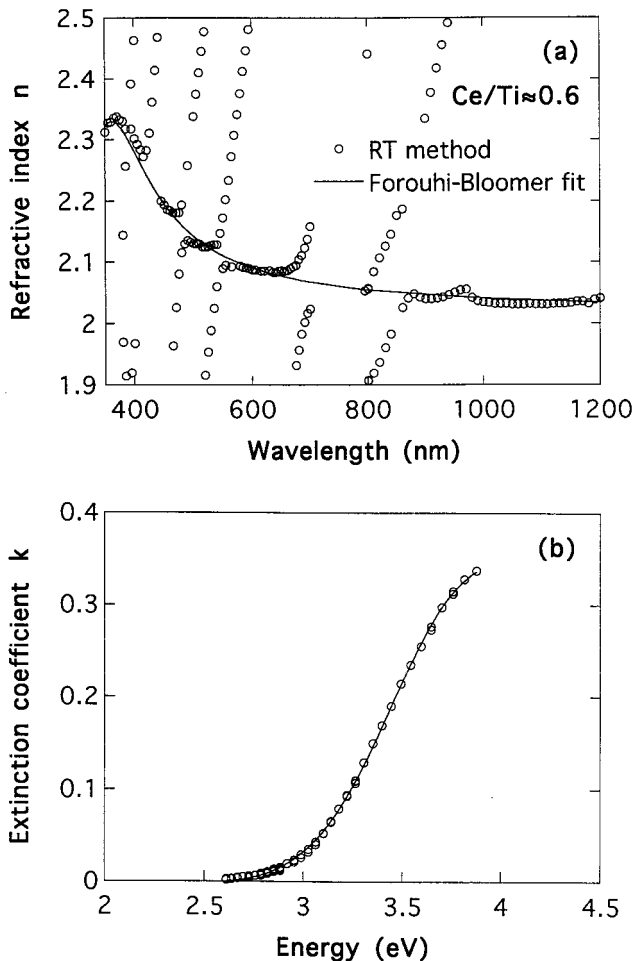 2.5
2.4
2.3
2.2
2.1
2
1.9
Refractive index n
(a)
Ce/Ti≈0.6
RT method
Forouhi-Bloomer fit
400
600
800
1000
1200
Wavelength (nm)
0.4
0.3
0.2
0.1
0
Extinction coefficient k
(b)
2
2.5
3
3.5
4
4.5
Energy (eV)